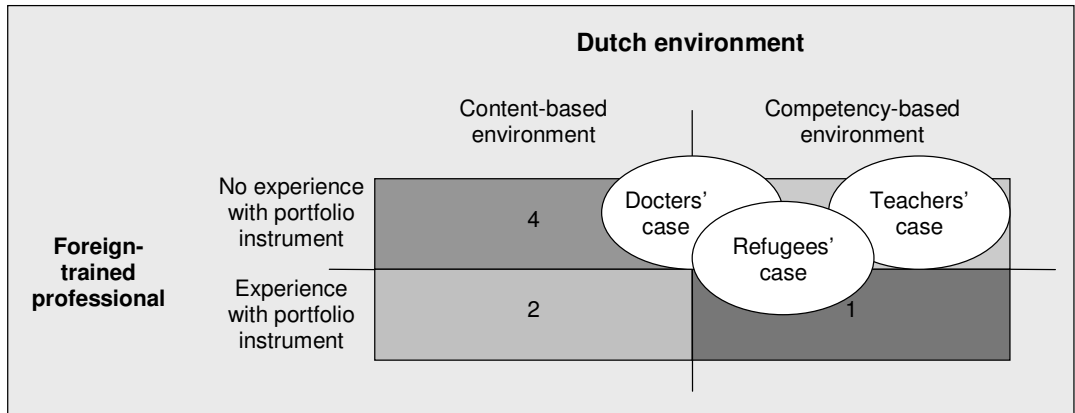 Dutch environment
Content-based
environment
Competency-based
environment
No experience
with portfolio
instrument
4
Docters’
case
Refugees’
case
Teachers’
case
Foreign-
trained
professional
Experience
with portfolio
instrument
2
1